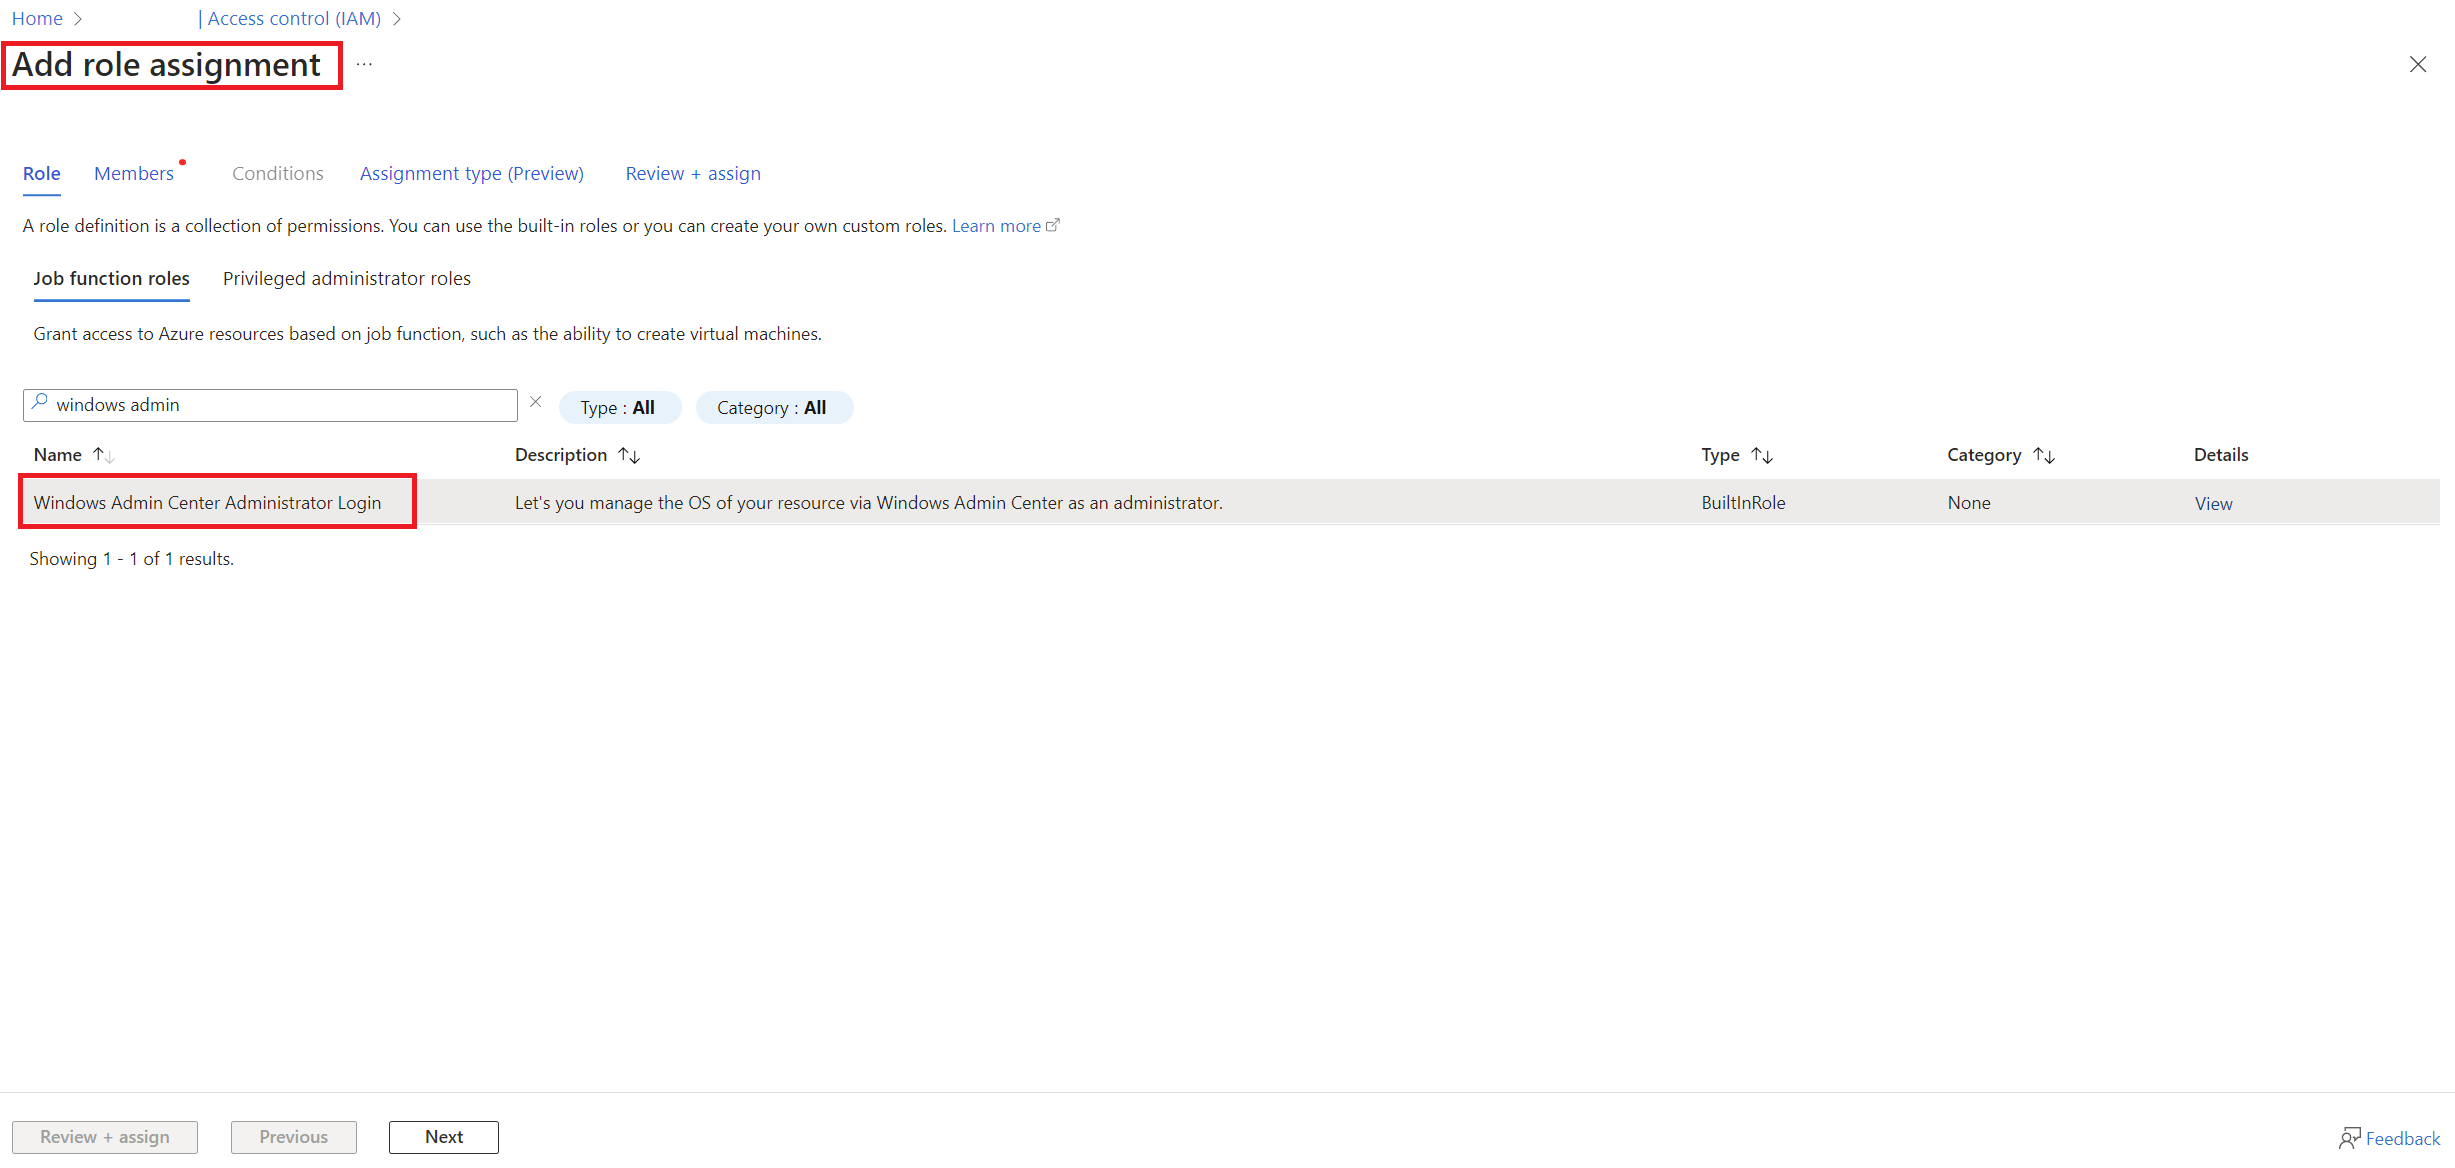 Home > | Access control (IAM) >
Add role assignment ...
Role Members Conditions Assignment type (Preview) Review + assign
A role definition is a collection of permissions. You can use the built-in roles or you can create your own custom roles. Learn more
Job function roles Privileged administrator roles
Grant access to Azure resources based on job function, such as the ability to create virtual machines.
windows admin Type : All Category : All
Name Description Type Category Details
Windows Admin Center Administrator Login Let's you manage the OS of your resource via Windows Admin Center as an administrator. BuiltInRole None View
Showing 1 - 1 of 1 results.
Review + assign Previous Next Feedback